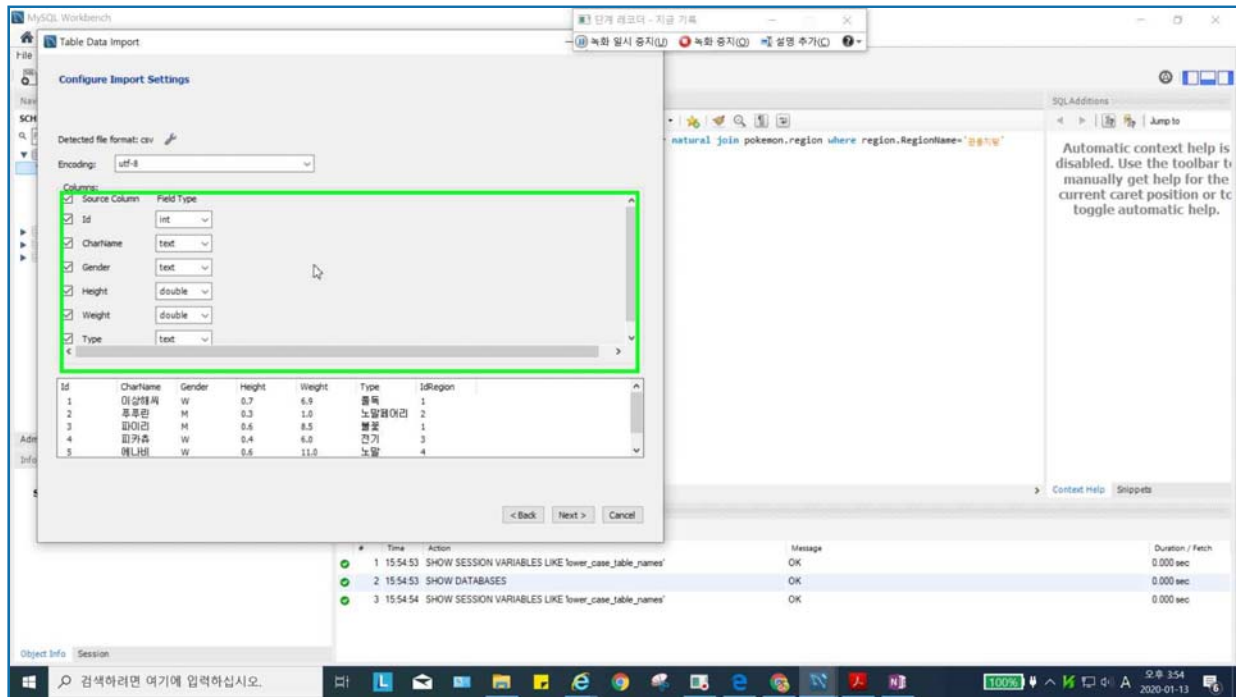 MySQL Workbench
단계 레코더 - 지금 기록
녹화 일시 중지(U) 녹화 중지(O) 설명 추가(C)
Table Data Import
File
Configure Import Settings
Detected file format: csv
Encoding: utf-8
Columns:
Source Column Field Type
Id int
CharName text
Gender text
Height double
Weight double
Type text
Id CharName Gender Height Weight Type IdRegion
1 이상해씨 W 0.7 6.9 풀독 1
2 푸푸린 M 0.3 1.0 노말페어리 2
3 파이리 M 0.6 8.5 불꽃 1
4 피카츄 W 0.4 6.0 전기 3
5 W 0.6 11.0 노말 4
< Back Next > Cancel
natural join pokemon.region where region.RegionName='관동지방'
SQLAdditions
Jump to
Automatic context help is
disabled. Use the toolbar to
manually get help for the
current caret position or to
toggle automatic help.
Context Help Snippets
# Time Action Message Duration / Fetch
1 15:54:53 SHOW SESSION VARIABLES LIKE 'lower_case_table_names' OK 0.000 sec
2 15:54:53 SHOW DATABASES OK 0.000 sec
3 15:54:54 SHOW SESSION VARIABLES LIKE 'lower_case_table_names' OK 0.000 sec
Object Info Session
검색하려면 여기에 입력하십시오.
100% A 오후 3:54
2020-01-13